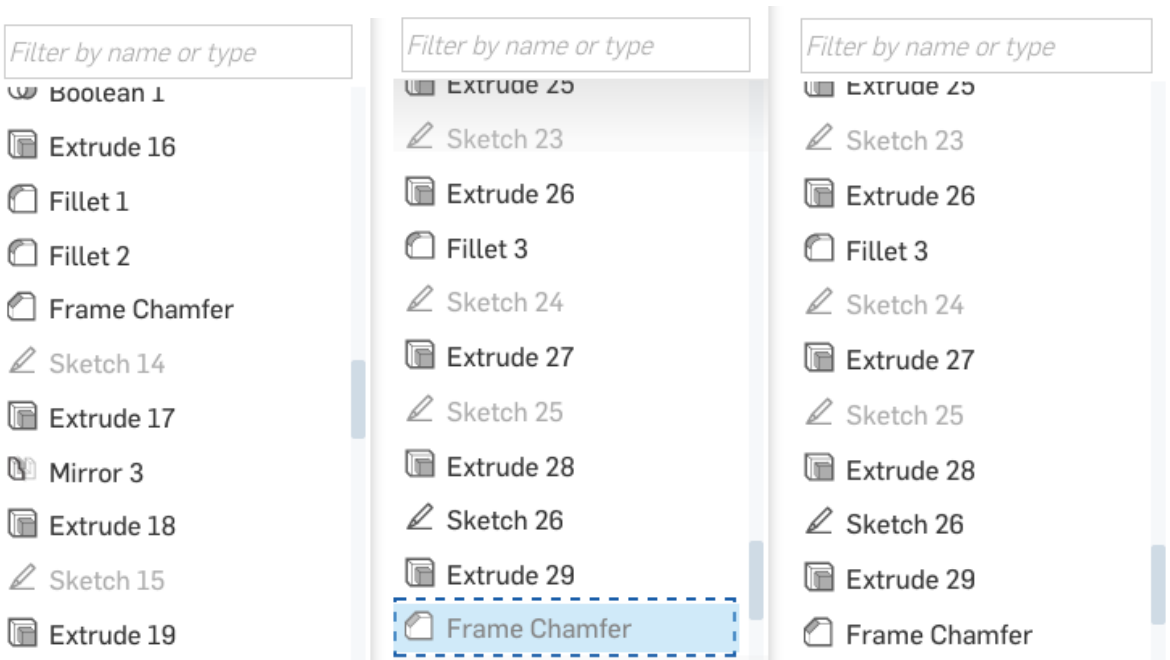 Filter by name or type
Boolean 1
Extrude 16
Fillet 1
Fillet 2
Frame Chamfer
Sketch 14
Extrude 17
Mirror 3
Extrude 18
Sketch 15
Extrude 19
Filter by name or type
Extrude 25
Sketch 23
Extrude 26
Fillet 3
Sketch 24
Extrude 27
Sketch 25
Extrude 28
Sketch 26
Extrude 29
Frame Chamfer
Filter by name or type
Extrude 25
Sketch 23
Extrude 26
Fillet 3
Sketch 24
Extrude 27
Sketch 25
Extrude 28
Sketch 26
Extrude 29
Frame Chamfer